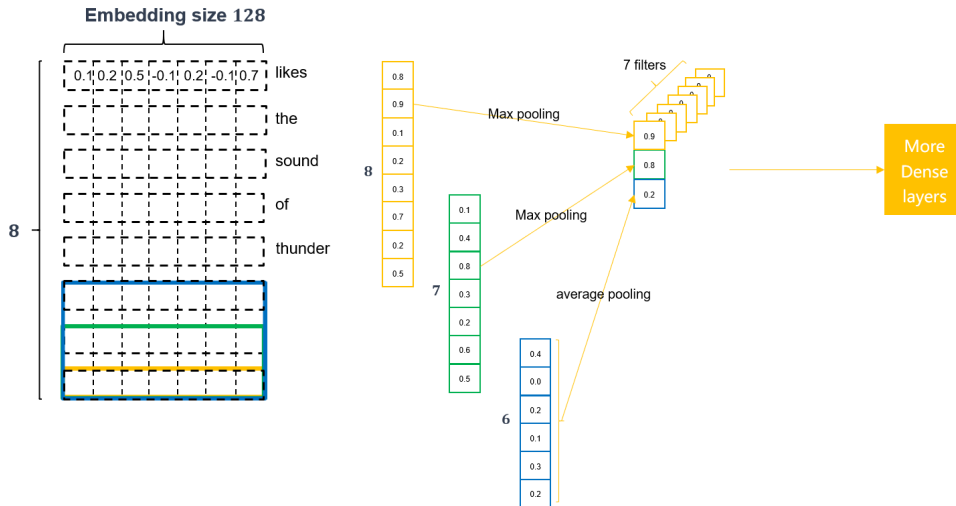 Embedding size 128
0.1 0.2 0.5 -0.1 0.2 -0.1 0.7 likes
the
sound
of
thunder
8
8
0.8
0.9
0.1
0.2
0.3
0.7
0.2
0.5
Max pooling
7
0.1
0.4
0.8
0.3
0.2
0.6
0.5
Max pooling
6
0.4
0.0
0.2
0.1
0.3
0.2
average pooling
7 filters
0.9
0.8
0.2
More
Dense
layers